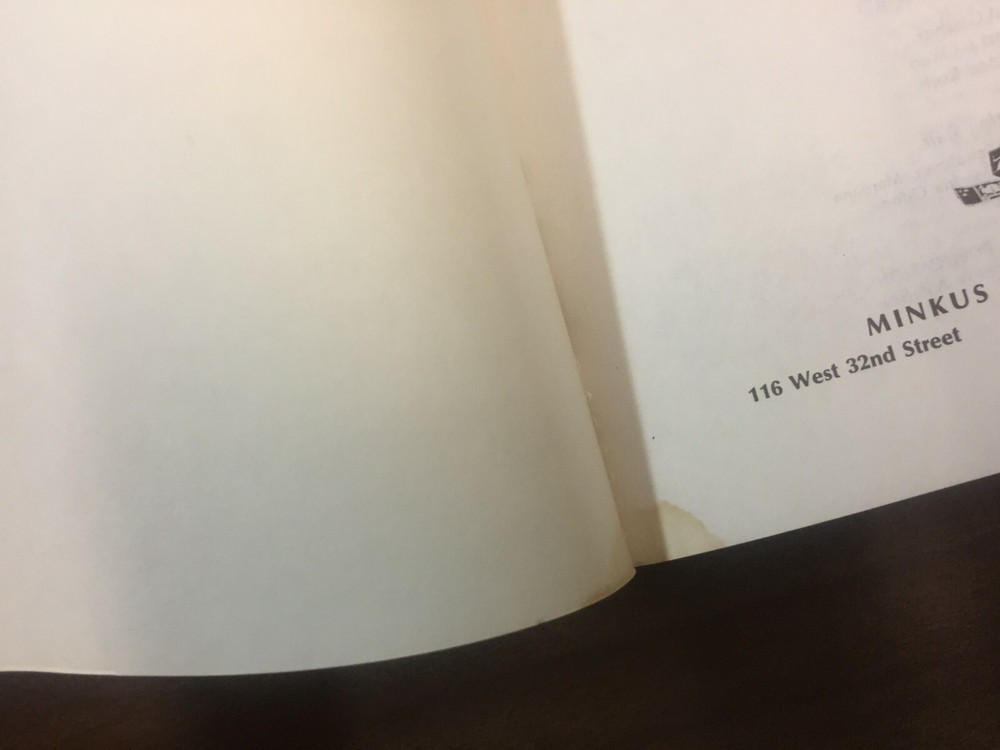 MINKUS
116 West 32nd Street